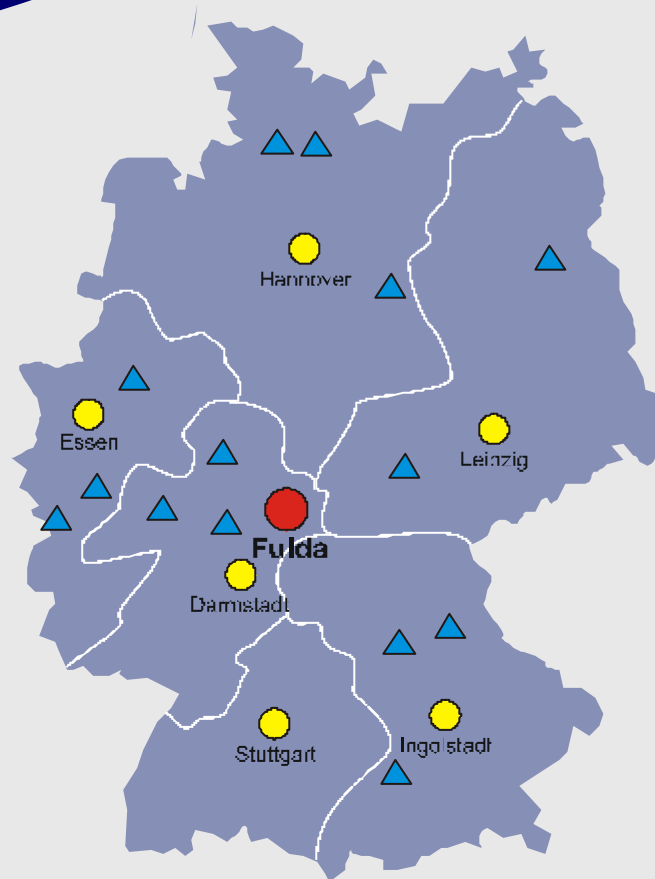 Hannover
Essen
Leipzig
Fulda
Darmstadt
Stuttgart
Ingolstadt